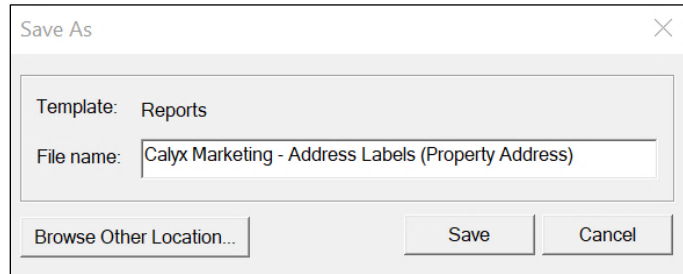 Save As
Template: Reports
File name: Calyx Marketing - Address Labels (Property Address)
Browse Other Location... Save Cancel